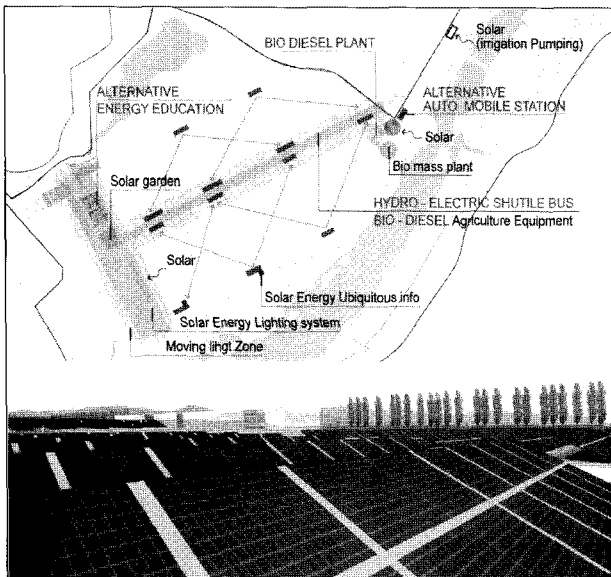 Solar
(irrigation Pumping)
BIO DIESEL PLANT
ALTERNATIVE
ENERGY EDUCATION
ALTERNATIVE
AUTO MOBILE STATION
Solar
Bio mass plant
Solar garden
HYDRO - ELECTRIC SHUTILE BUS
BIO - DIESEL Agriculture Equipment
Solar
Solar Energy Ubiquitous info
Solar Energy Lighting system
Moving lihgt Zone